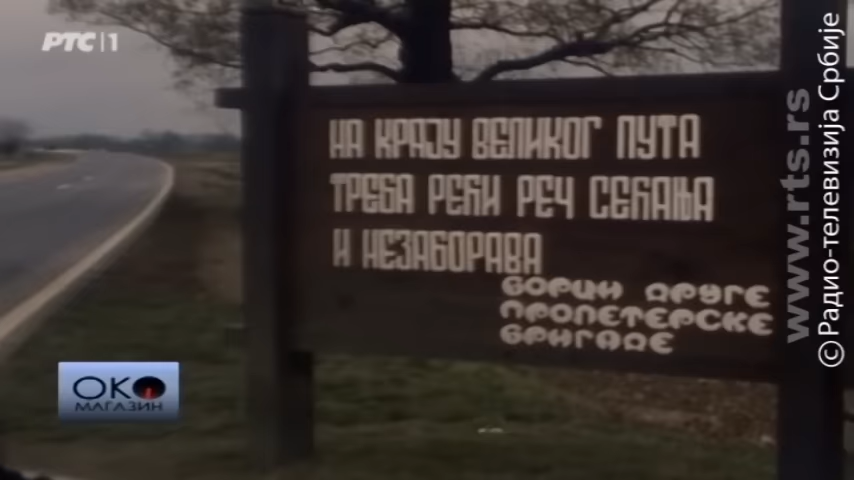 РТС|1
НА КРАЈУ ВЕЛИКОГ ПУТА
ТРЕБА РЕЋИ РЕЧ СЕЋАЊА
И НЕЗАБОРАВА
БОРЦИ ДРУГЕ
ПРОЛЕТЕРСКЕ
БРИГАДЕ
ОКО
МАГАЗИН
www.rts.rs
© Радио-телевизија Србије